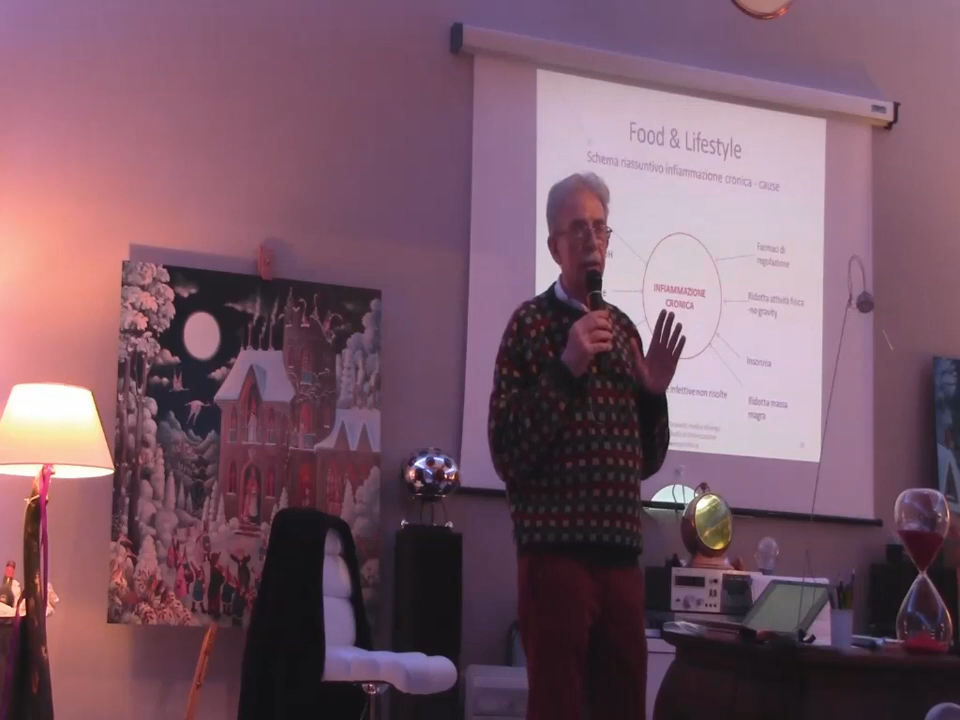 Food & Lifestyle
Schema riassuntivo infiammazione cronica - cause
Farmaci di
regolazione
INFIAMMAZIONE
CRONICA
Ridotta attività fisica
-no gravity
Insonnia
infettive non risolte
Ridotta massa
magra